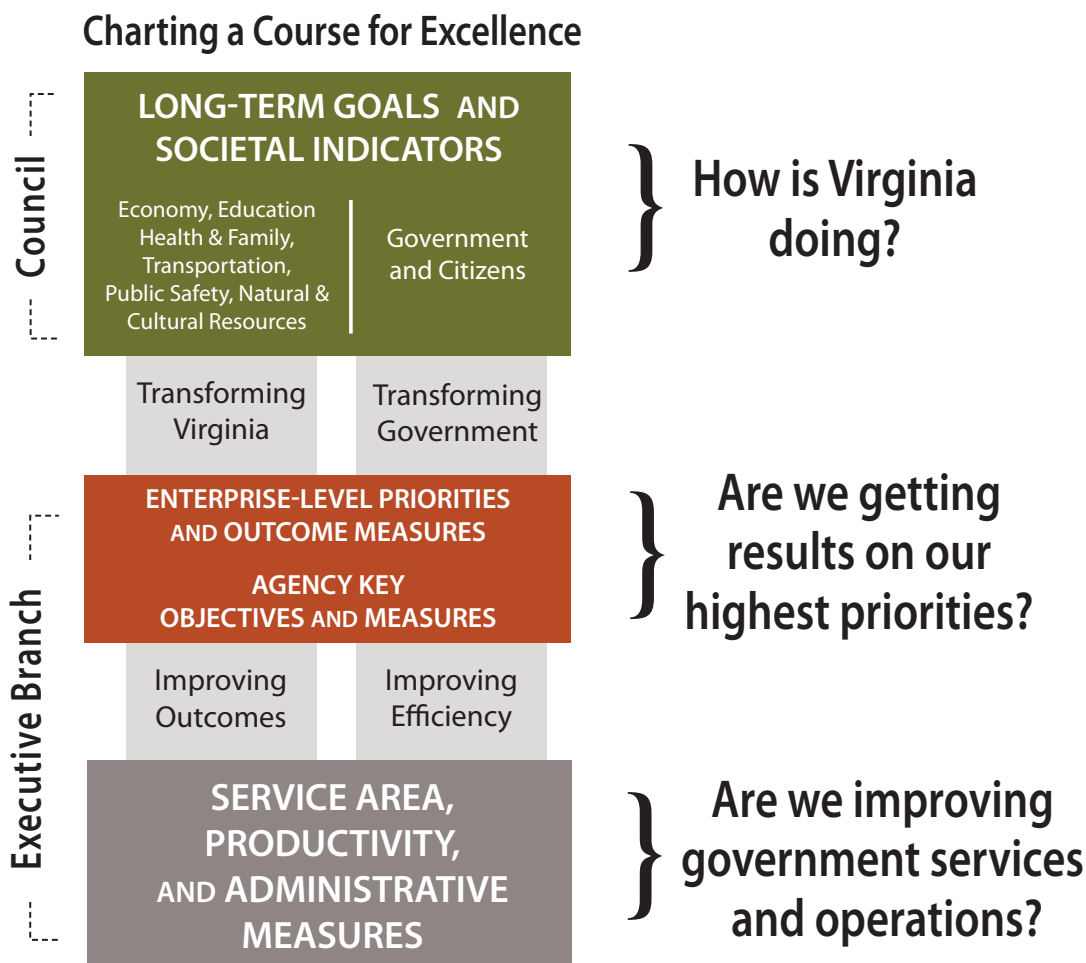 Charting a Course for Excellence
Council
LONG-TERM GOALS AND
SOCIETAL INDICATORS
Economy, Education
Health & Family,
Transportation,
Public Safety, Natural &
Cultural Resources
Government
and Citizens
How is Virginia
doing?
Transforming
Virginia
Transforming
Government
Executive Branch
ENTERPRISE-LEVEL PRIORITIES
AND OUTCOME MEASURES
AGENCY KEY
OBJECTIVES AND MEASURES
Are we getting
results on our
highest priorities?
Improving
Outcomes
Improving
Efficiency
SERVICE AREA,
PRODUCTIVITY,
AND ADMINISTRATIVE
MEASURES
Are we improving
government services
and operations?